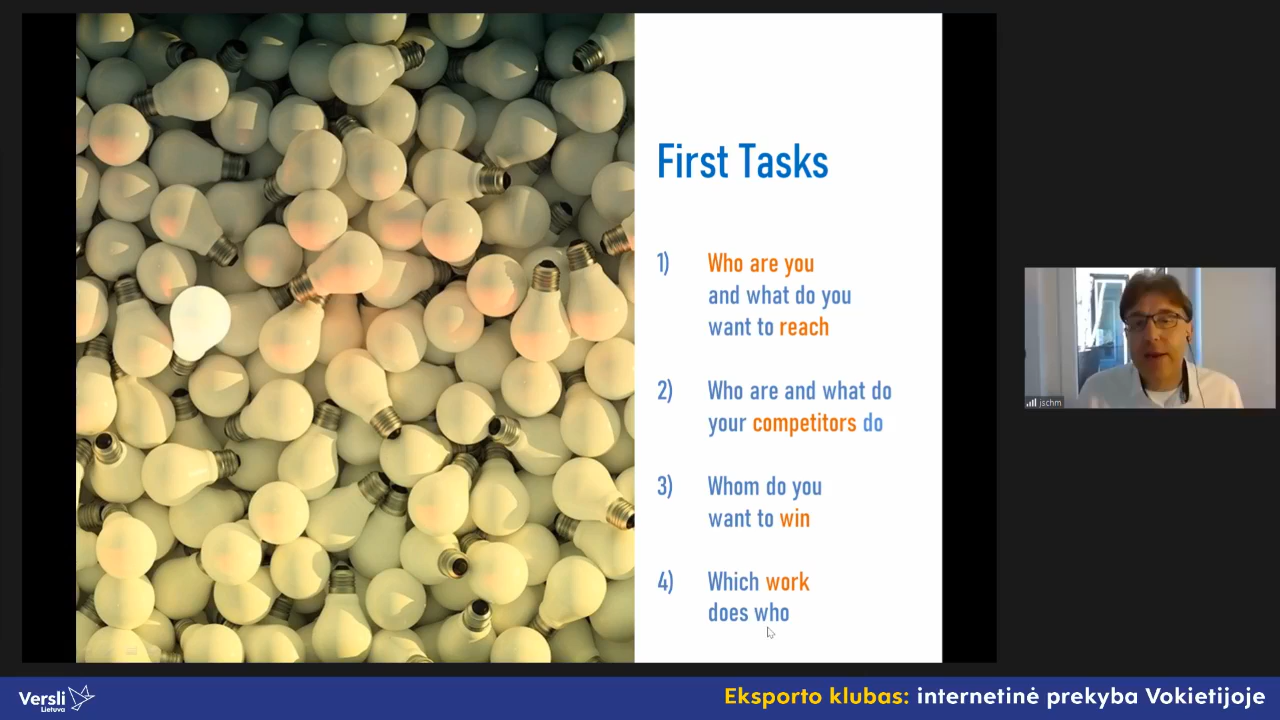 First Tasks
1) Who are you
and what do you
want to reach
2) Who are and what do
your competitors do
3) Whom do you
want to win
4) Which work
does who
jschm
Versli
Lietuva
Eksporto klubas: internetinė prekyba Vokietijoje